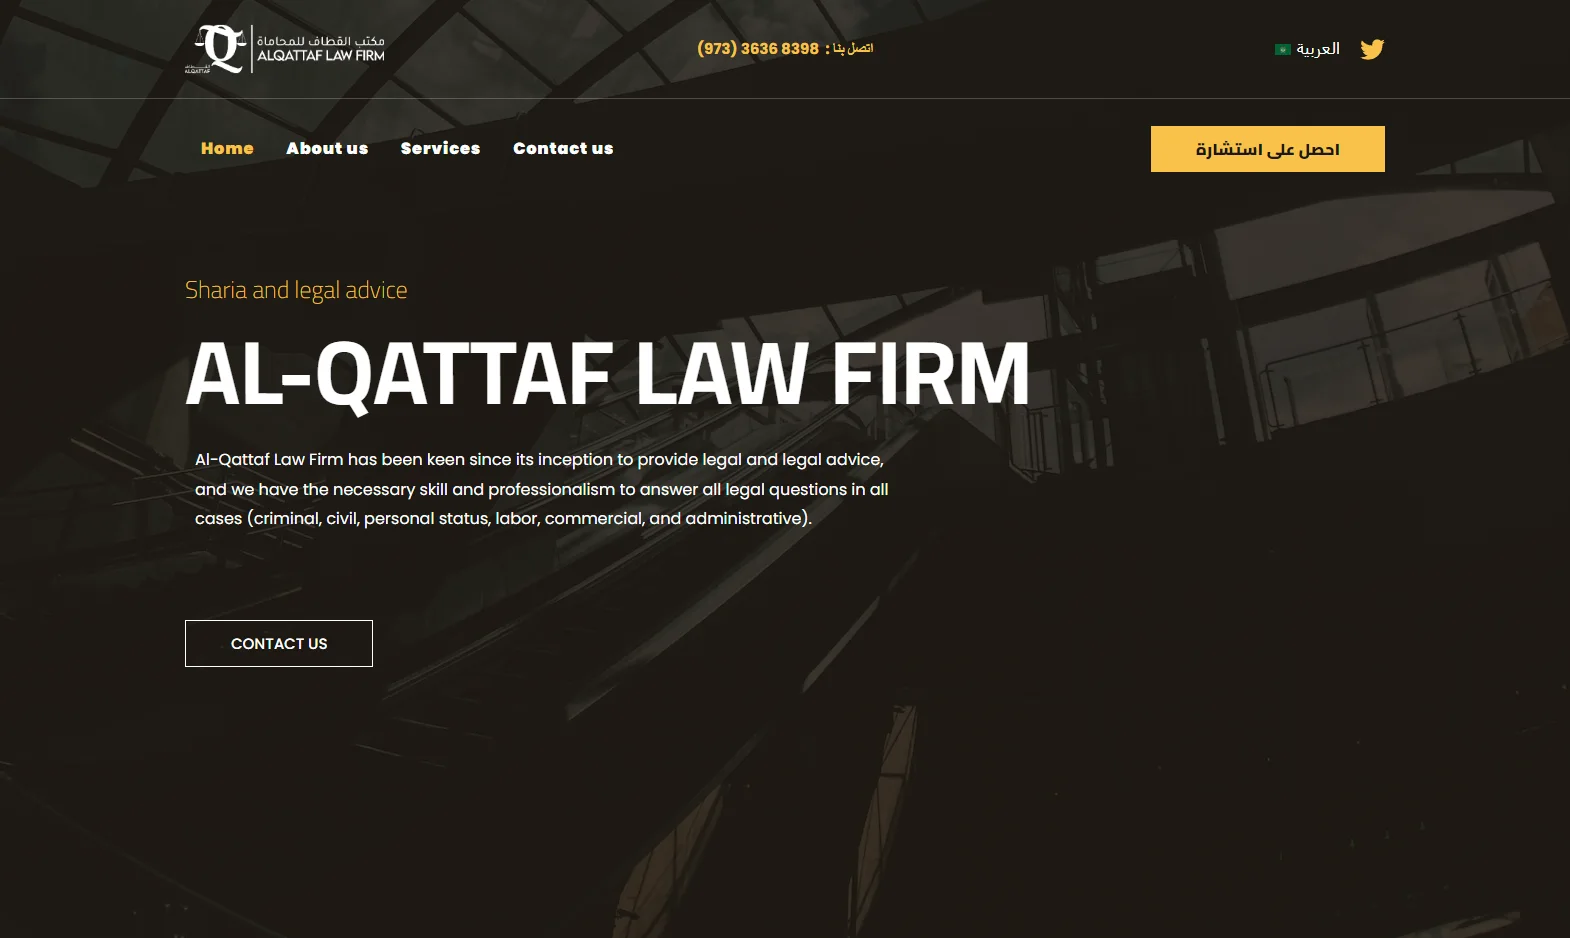 مكتب القطاف للمحاماة
ALQATTAF LAW FIRM
ALQATTAF
اتصل بنا : (973) 3636 8398
العربية
Home About us Services Contact us
احصل على استشارة
Sharia and legal advice
AL-QATTAF LAW FIRM
Al-Qattaf Law Firm has been keen since its inception to provide legal and legal advice,
and we have the necessary skill and professionalism to answer all legal questions in all
cases (criminal, civil, personal status, labor, commercial, and administrative).
CONTACT US